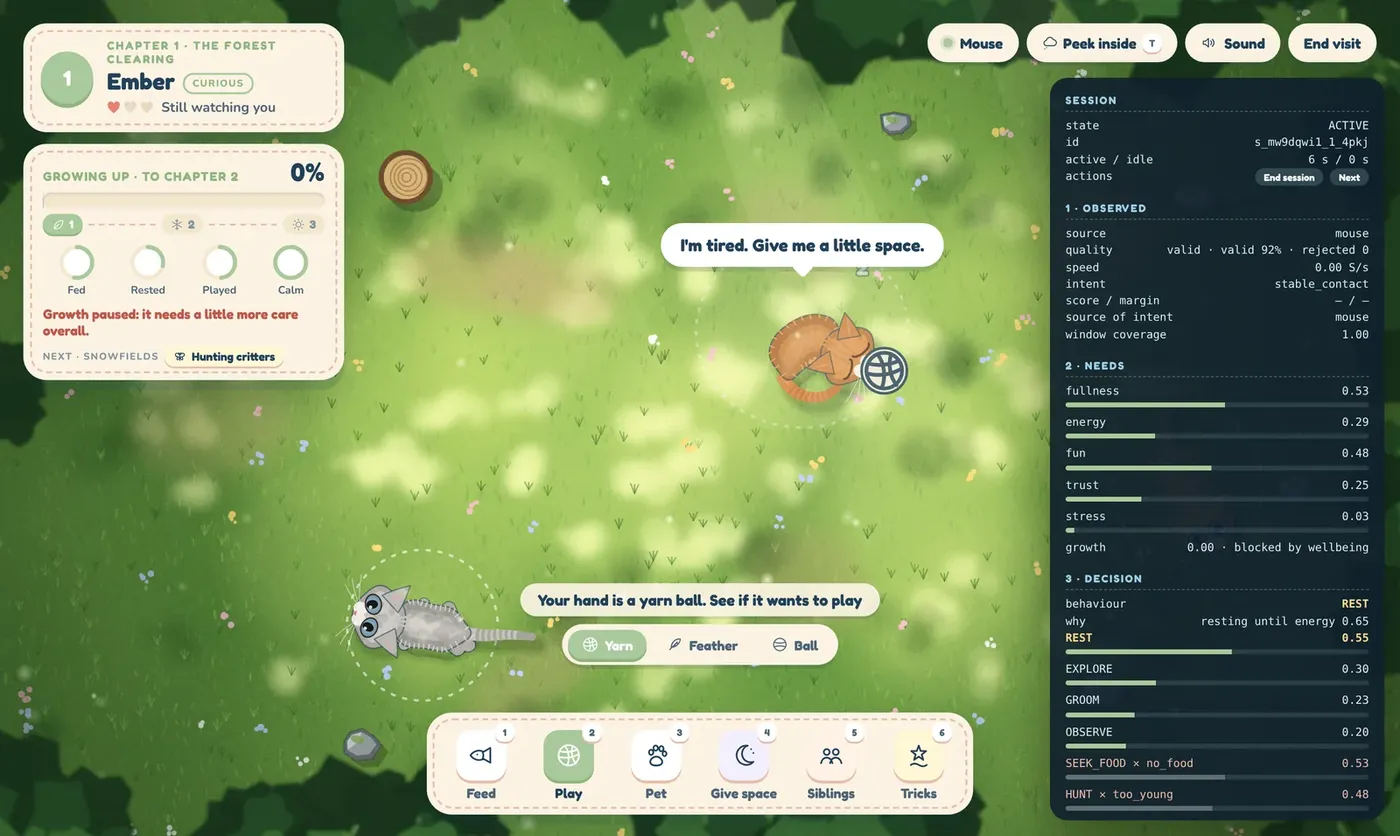 CHAPTER 1 · THE FOREST
CLEARING
1
Ember CURIOUS
Still watching you
GROWING UP · TO CHAPTER 2 0%
1 2 3
Fed Rested Played Calm
Growth paused: it needs a little more care
overall.
NEXT · SNOWFIELDS Hunting critters
Mouse Peek inside T Sound End visit
I'm tired. Give me a little space.
z
Your hand is a yarn ball. See if it wants to play
Yarn Feather Ball
1 2 3 4 5 6
Feed Play Pet Give space Siblings Tricks
SESSION
state ACTIVE
id s_mw9dqwi1_1_4pkj
active / idle 6 s / 0 s
actions End session Next
1 · OBSERVED
source mouse
quality valid · valid 92% · rejected 0
speed 0.00 S/s
intent stable_contact
score / margin — / —
source of intent mouse
window coverage 1.00
2 · NEEDS
fullness 0.53
energy 0.29
fun 0.48
trust 0.25
stress 0.03
growth 0.00 · blocked by wellbeing
3 · DECISION
behaviour REST
why resting until energy 0.65
REST 0.55
EXPLORE 0.30
GROOM 0.23
OBSERVE 0.20
SEEK_FOOD × no_food 0.53
HUNT × too_young 0.48